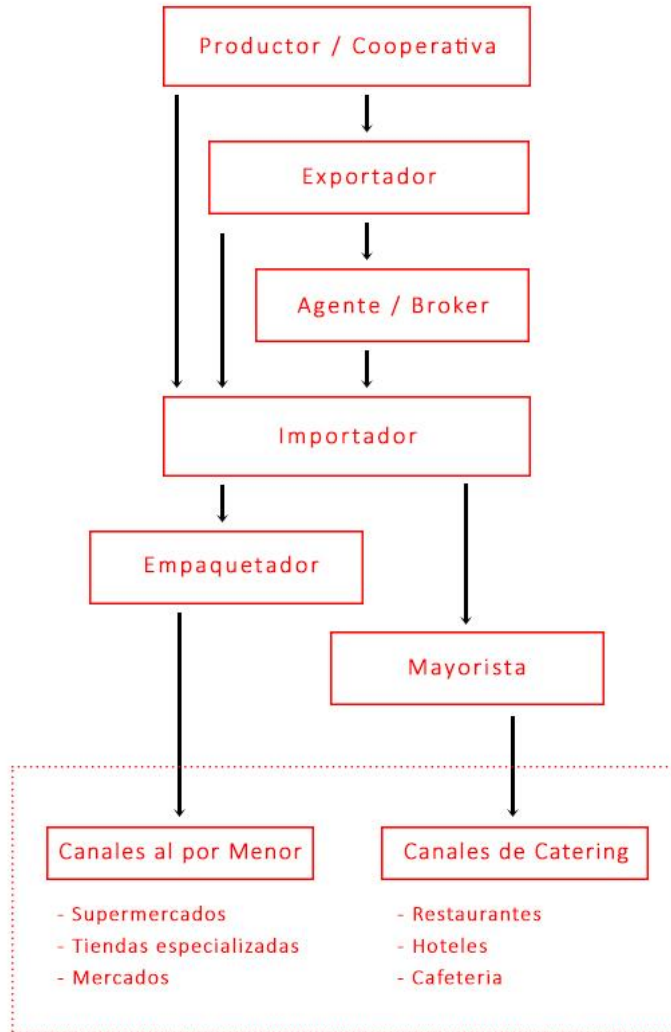 Productor / Cooperativa
Exportador
Agente / Broker
Importador
Empaquetador
Mayorista
Canales al por Menor
- Supermercados
- Tiendas especializadas
- Mercados
Canales de Catering
- Restaurantes
- Hoteles
- Cafeteria